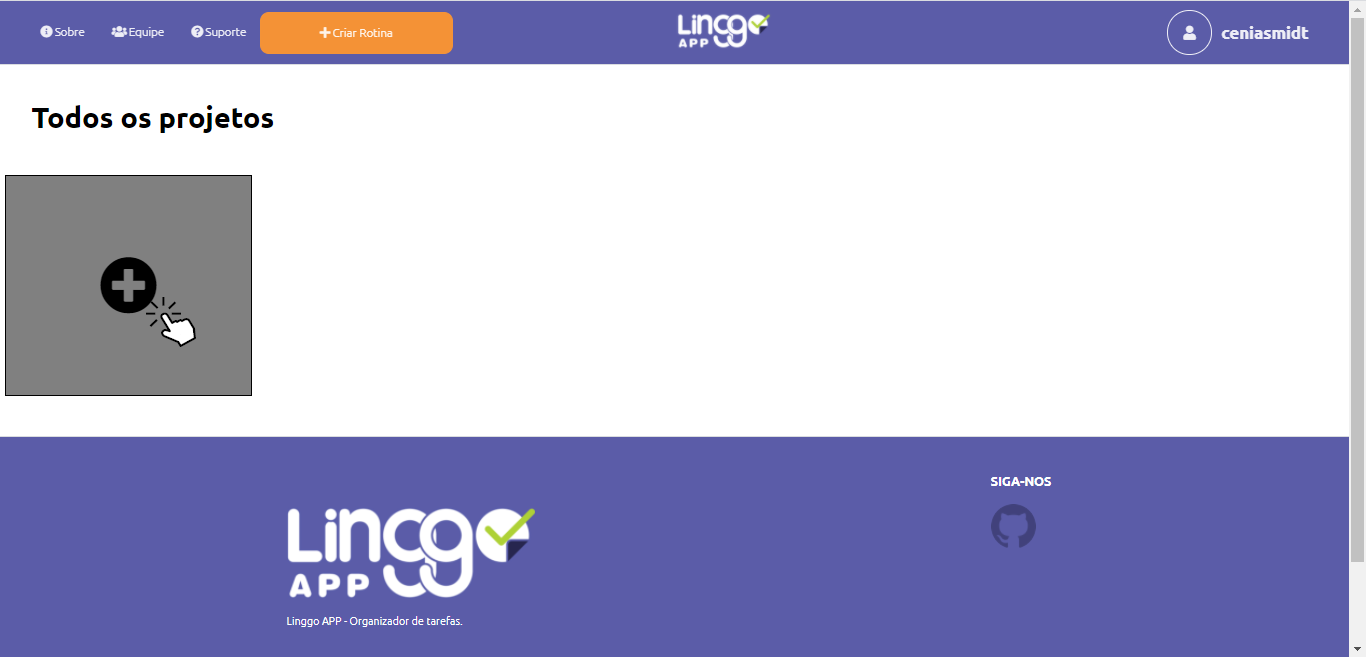 Sobre
Equipe
Suporte
Criar Rotina
Linggo
APP
ceniasmidt
Todos os projetos
SIGA-NOS
Linggo
APP
Linggo APP - Organizador de tarefas.